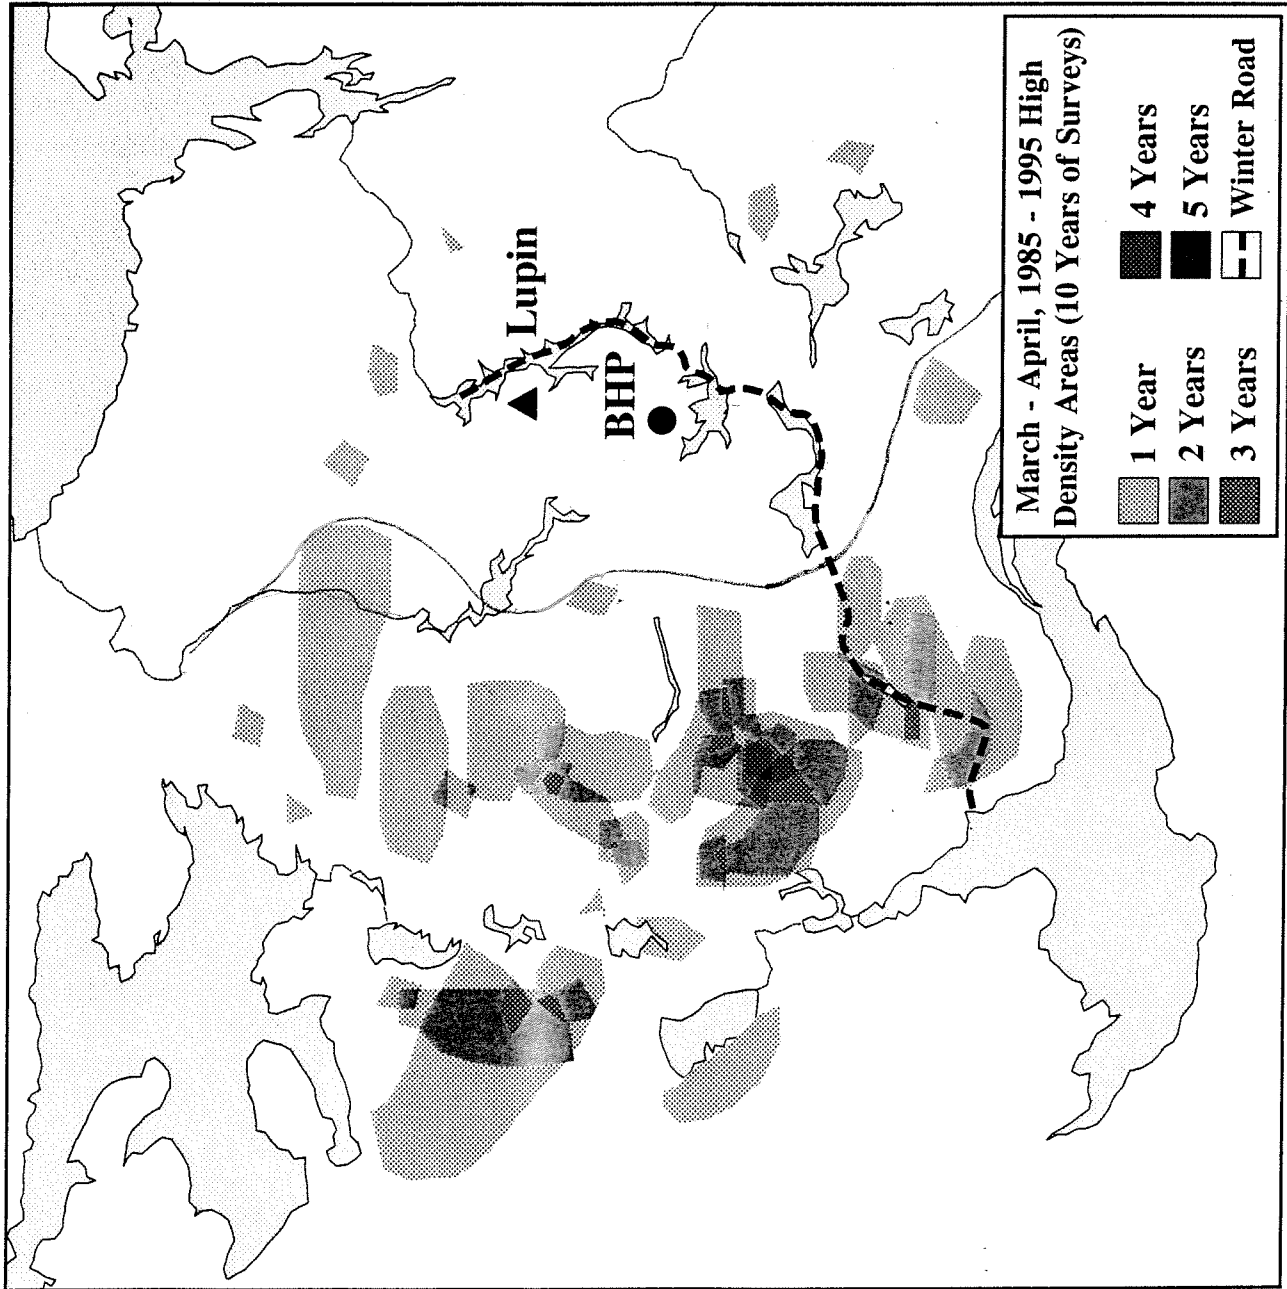 Lupin
BHP
March - April, 1985 - 1995 High
Density Areas (10 Years of Surveys)
1 Year
4 Years
2 Years
5 Years
3 Years
Winter Road